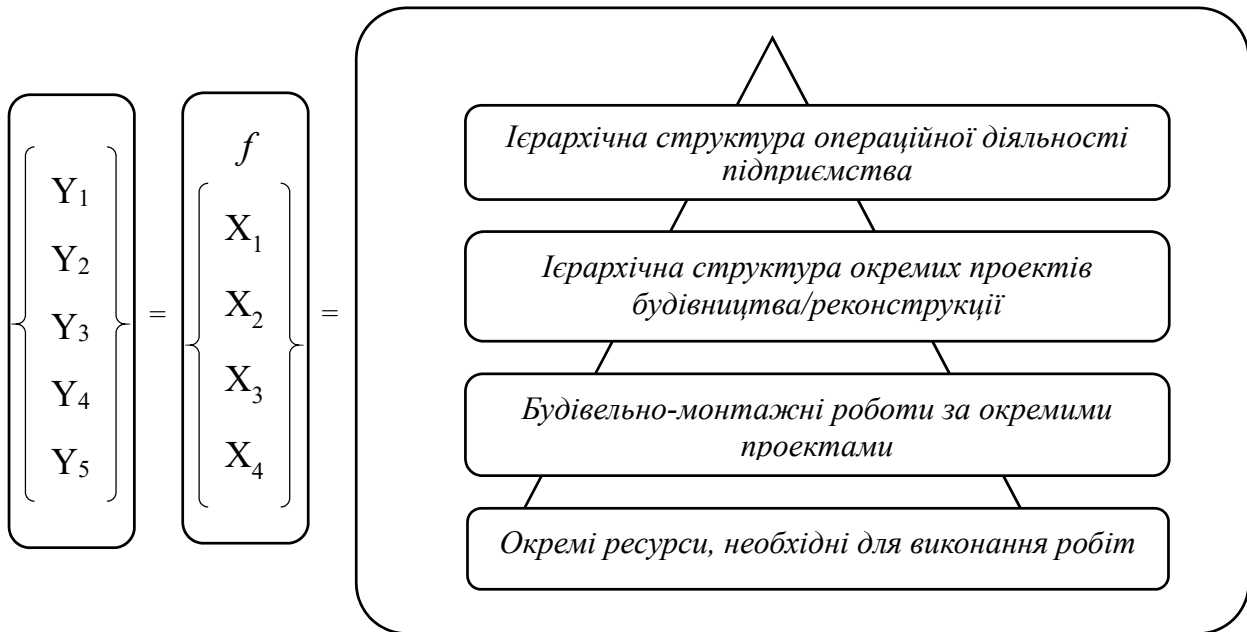 Y1
Y2
Y3
Y4
Y5
=
f
X1
X2
X3
X4
=
Ієрархічна структура операційної діяльності
підприємства
Ієрархічна структура окремих проектів
будівництва/реконструкції
Будівельно-монтажні роботи за окремими
проектами
Окремі ресурси, необхідні для виконання робіт